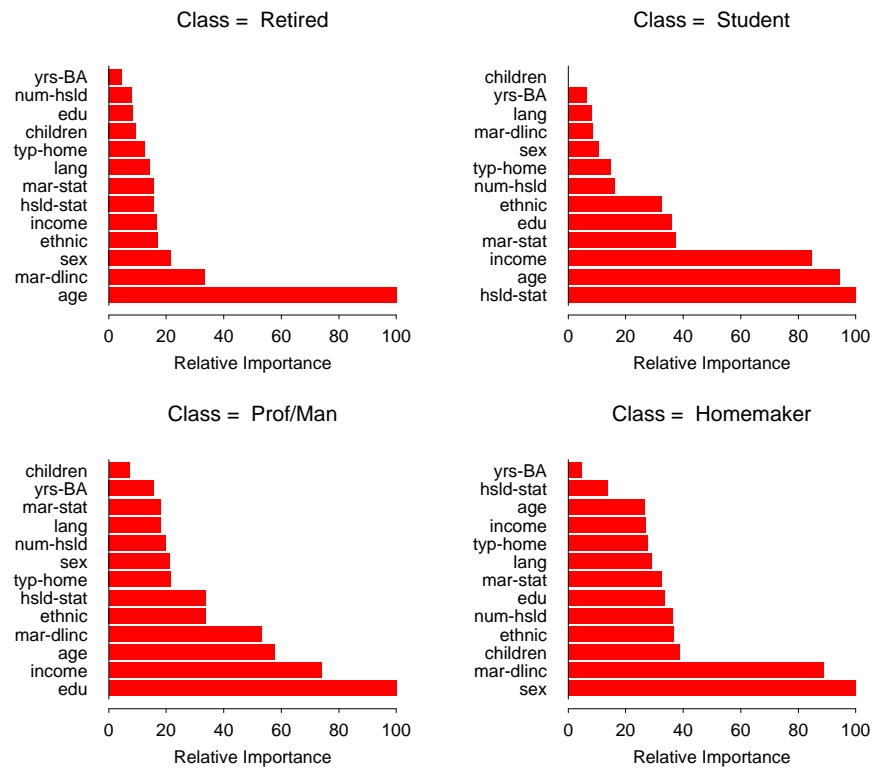 Class = Retired
yrs-BA
num-hsld
edu
children
typ-home
lang
mar-stat
hsld-stat
income
ethnic
sex
mar-dlinc
age
0 20 40 60 80 100
Relative Importance
Class = Student
children
yrs-BA
lang
mar-dlinc
sex
typ-home
num-hsld
ethnic
edu
mar-stat
income
age
hsld-stat
0 20 40 60 80 100
Relative Importance
Class = Prof/Man
children
yrs-BA
mar-stat
lang
num-hsld
sex
typ-home
hsld-stat
ethnic
mar-dlinc
age
income
edu
0 20 40 60 80 100
Relative Importance
Class = Homemaker
yrs-BA
hsld-stat
age
income
typ-home
lang
mar-stat
edu
num-hsld
ethnic
children
mar-dlinc
sex
0 20 40 60 80 100
Relative Importance